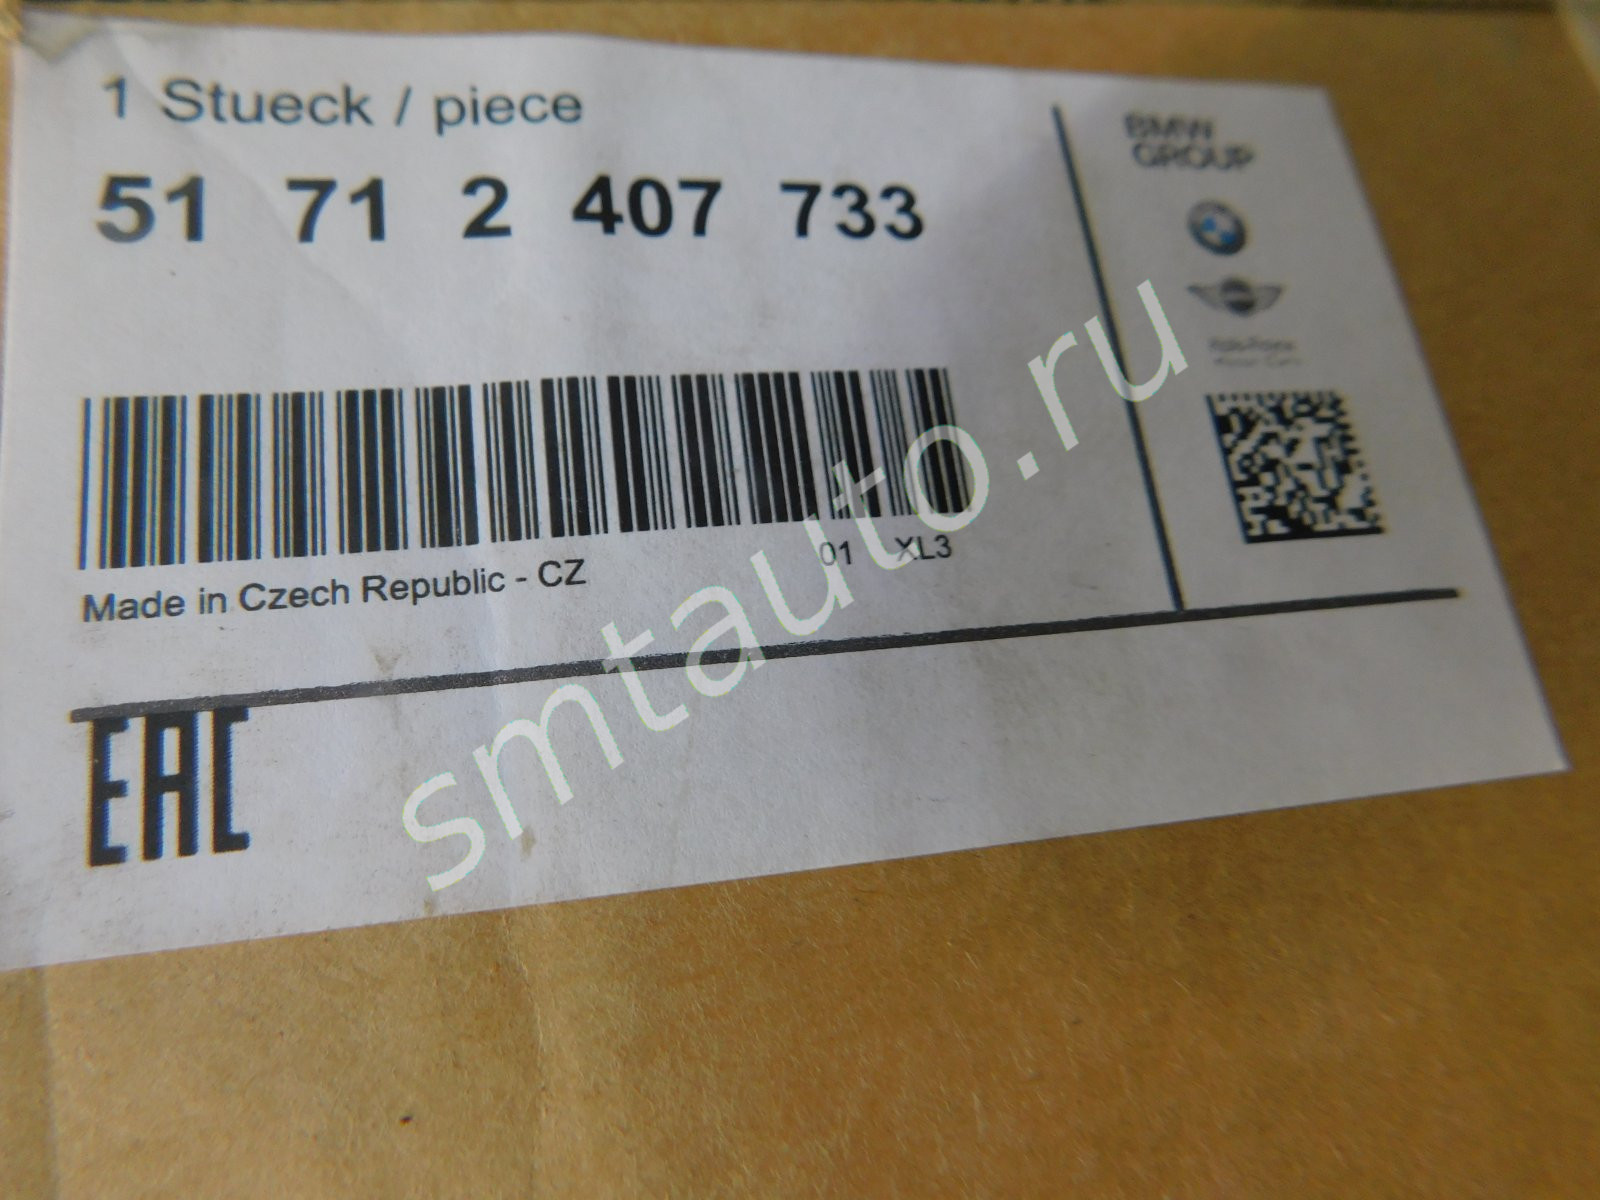 1 Stueck / piece
51 71 2 407 733
BMW
GROUP
Made in Czech Republic - CZ
01 XL3
EAC
smtauto.ru